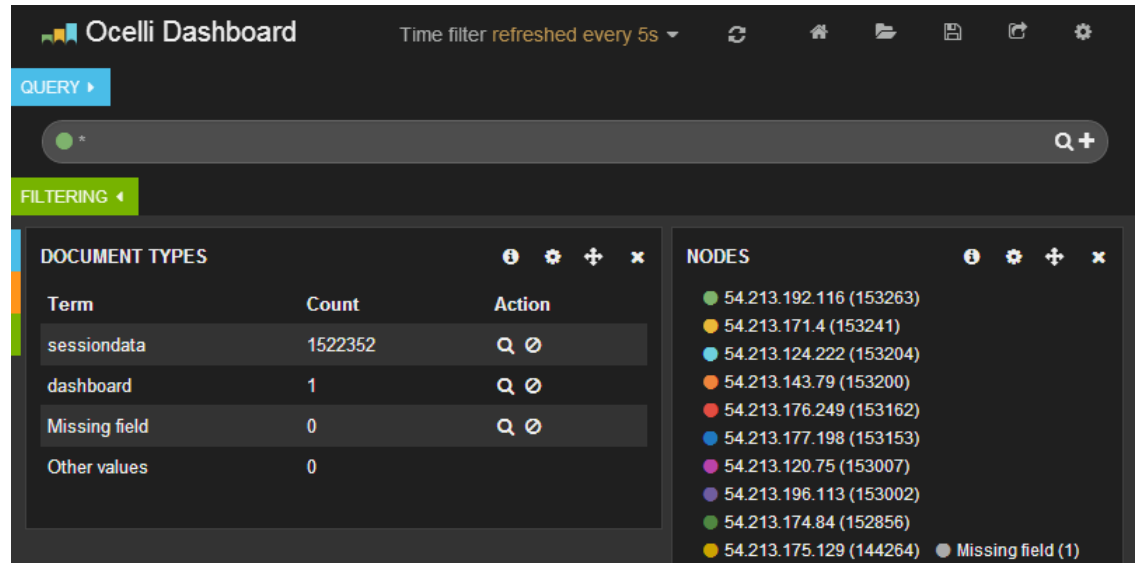 Ocelli Dashboard Time filter refreshed every 5s
QUERY
*
FILTERING
DOCUMENT TYPES
Term Count Action
sessiondata 1522352
dashboard 1
Missing field 0
Other values 0
NODES
54.213.192.116 (153263)
54.213.171.4 (153241)
54.213.124.222 (153204)
54.213.143.79 (153200)
54.213.176.249 (153162)
54.213.177.198 (153153)
54.213.120.75 (153007)
54.213.196.113 (153002)
54.213.174.84 (152856)
54.213.175.129 (144264) Missing field (1)